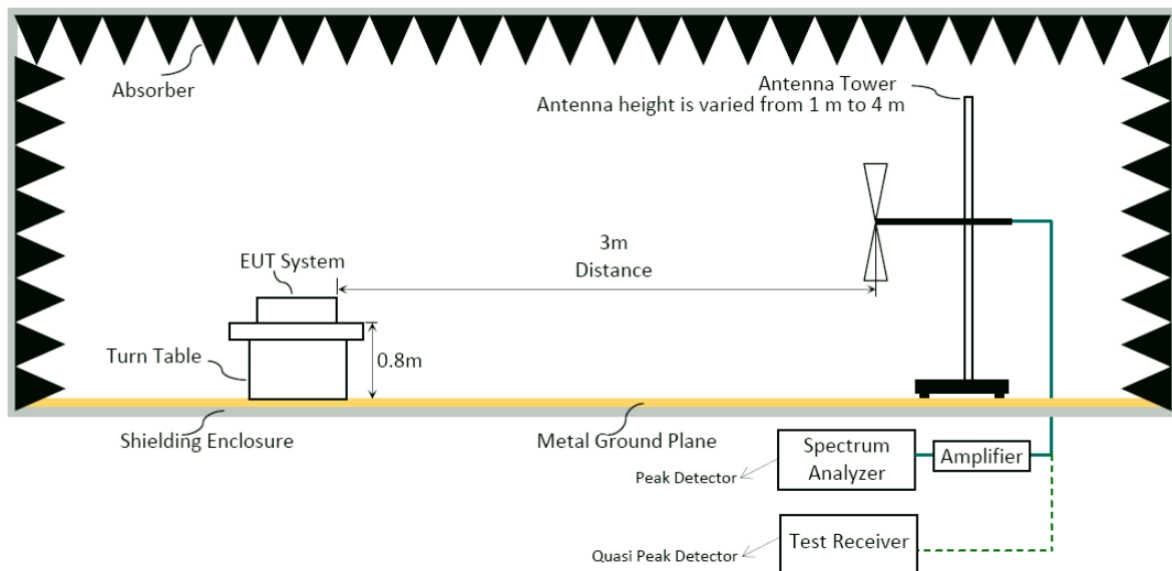 Absorber
Antenna Tower
Antenna height is varied from 1 m to 4 m
3m
Distance
EUT System
Turn Table
0.8m
Shielding Enclosure
Metal Ground Plane
Spectrum
Analyzer
Amplifier
Peak Detector
Test Receiver
Quasi Peak Detector